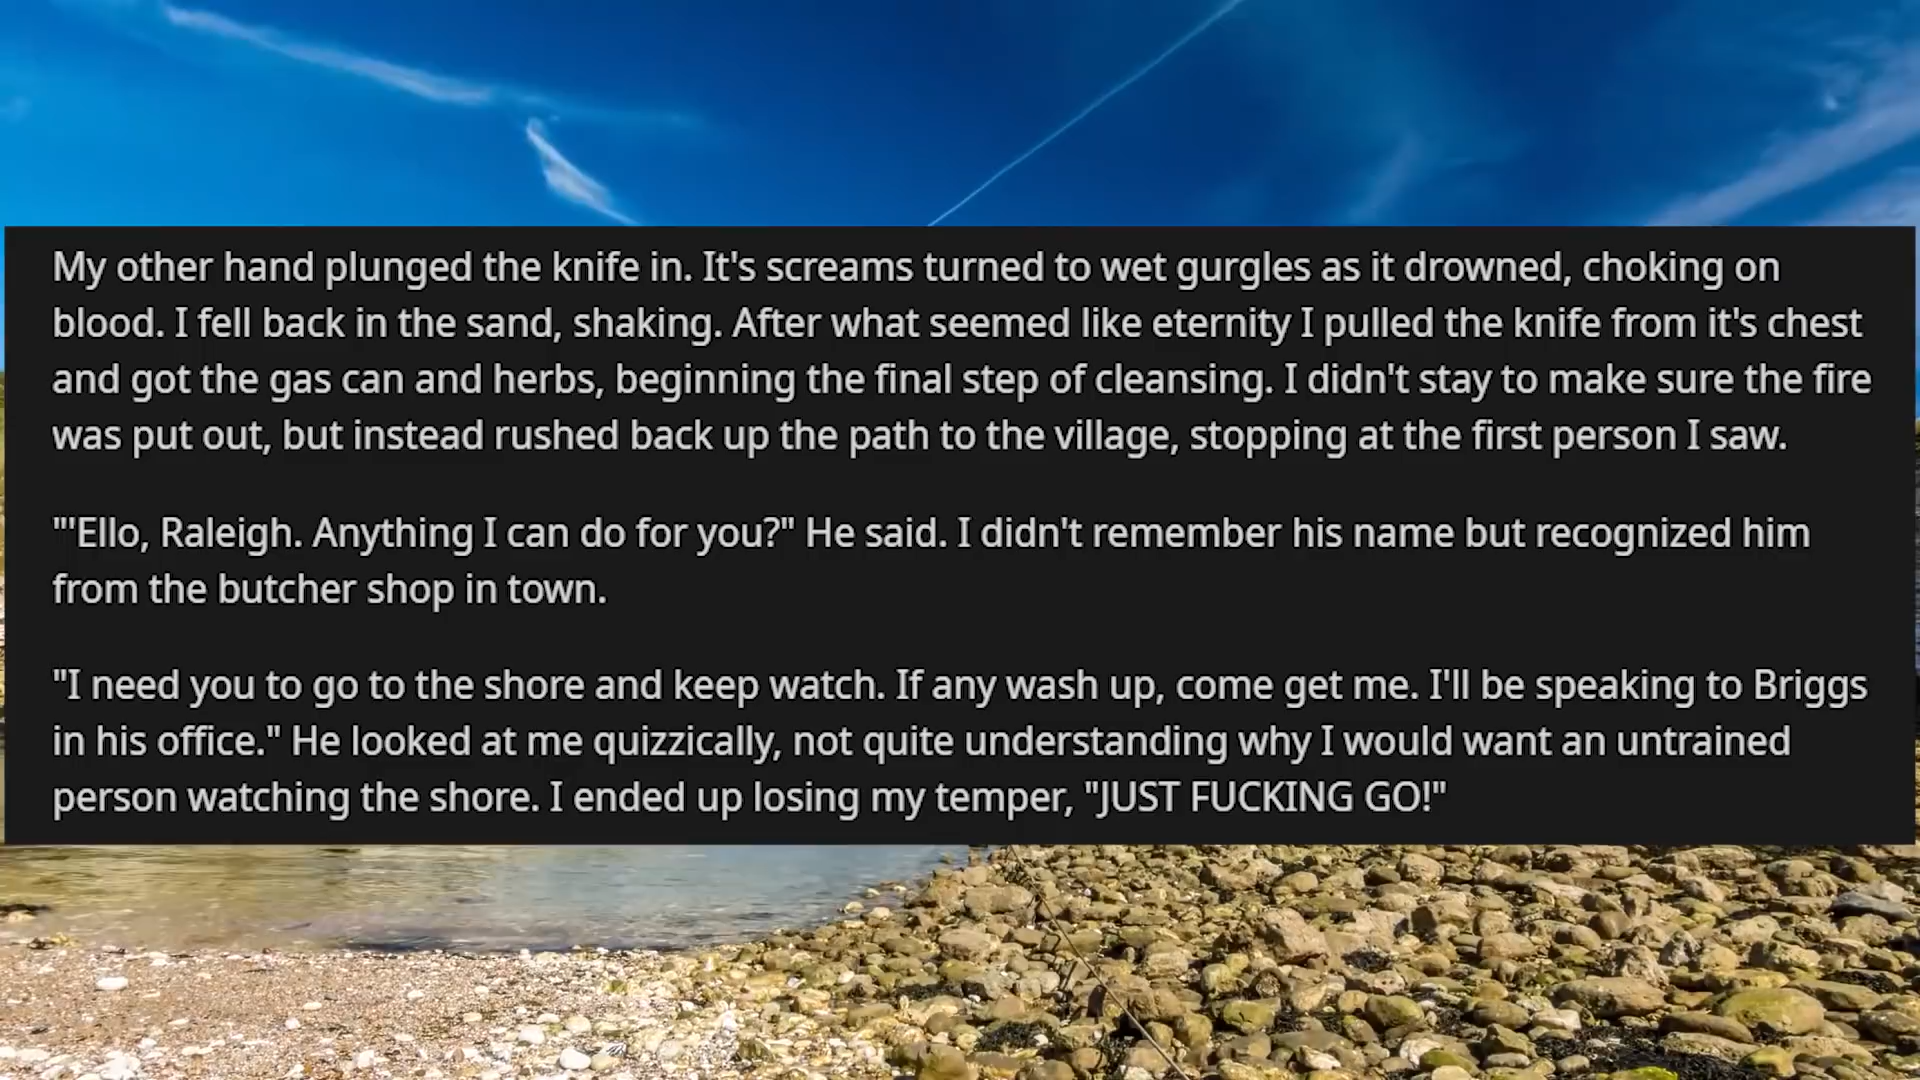 My other hand plunged the knife in. It's screams turned to wet gurgles as it drowned, choking on
blood. I fell back in the sand, shaking. After what seemed like eternity I pulled the knife from it's chest
and got the gas can and herbs, beginning the final step of cleansing. I didn't stay to make sure the fire
was put out, but instead rushed back up the path to the village, stopping at the first person I saw.
"'Ello, Raleigh. Anything I can do for you?" He said. I didn't remember his name but recognized him
from the butcher shop in town.
"I need you to go to the shore and keep watch. If any wash up, come get me. I'll be speaking to Briggs
in his office." He looked at me quizzically, not quite understanding why I would want an untrained
person watching the shore. I ended up losing my temper, "JUST FUCKING GO!"